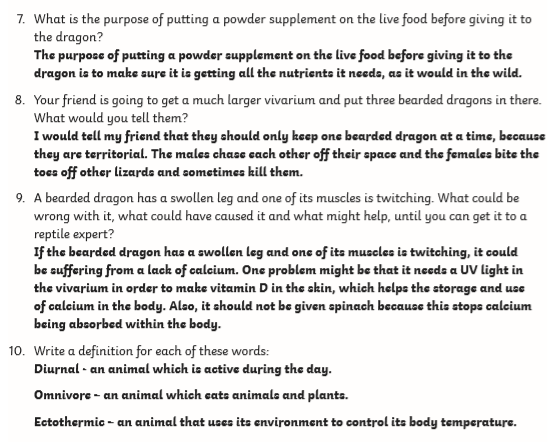 7. What is the purpose of putting a powder supplement on the live food before giving it to
the dragon?
The purpose of putting a powder supplement on the live food before giving it to the
dragon is to make sure it is getting all the nutrients it needs, as it would in the wild.
8. Your friend is going to get a much larger vivarium and put three bearded dragons in there.
What would you tell them?
I would tell my friend that they should only keep one bearded dragon at a time, because
they are territorial. The males chase each other off their space and the females bite the
toes off other lizards and sometimes kill them.
9. A bearded dragon has a swollen leg and one of its muscles is twitching. What could be
wrong with it, what could have caused it and what might help, until you can get it to a
reptile expert?
If the bearded dragon has a swollen leg and one of its muscles is twitching, it could
be suffering from a lack of calcium. One problem might be that it needs a UV light in
the vivarium in order to make vitamin D in the skin, which helps the storage and use
of calcium in the body. Also, it should not be given spinach because this stops calcium
being absorbed within the body.
10. Write a definition for each of these words:
Diurnal - an animal which is active during the day.
Omnivore – an animal which eats animals and plants.
Ectothermic – an animal that uses its environment to control its body temperature.